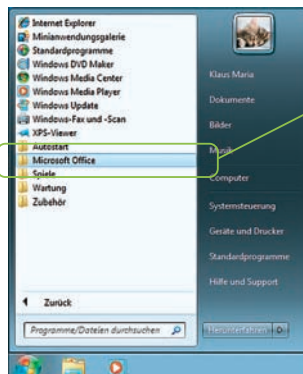 Internet Explorer
Minianwendungsgalerie
Standardprogramme
Windows DVD Maker
Windows Media Center
Windows Media Player
Windows Update
Windows-Fax und -Scan
XPS-Viewer
Autostart
Microsoft Office
Spiele
Wartung
Zubehör
Zurück
Programme/Dateien durchsuchen
Klaus Maria
Dokumente
Bilder
Musik
Computer
Systemsteuerung
Geräte und Drucker
Standardprogramme
Hilfe und Support
Herunterfahren